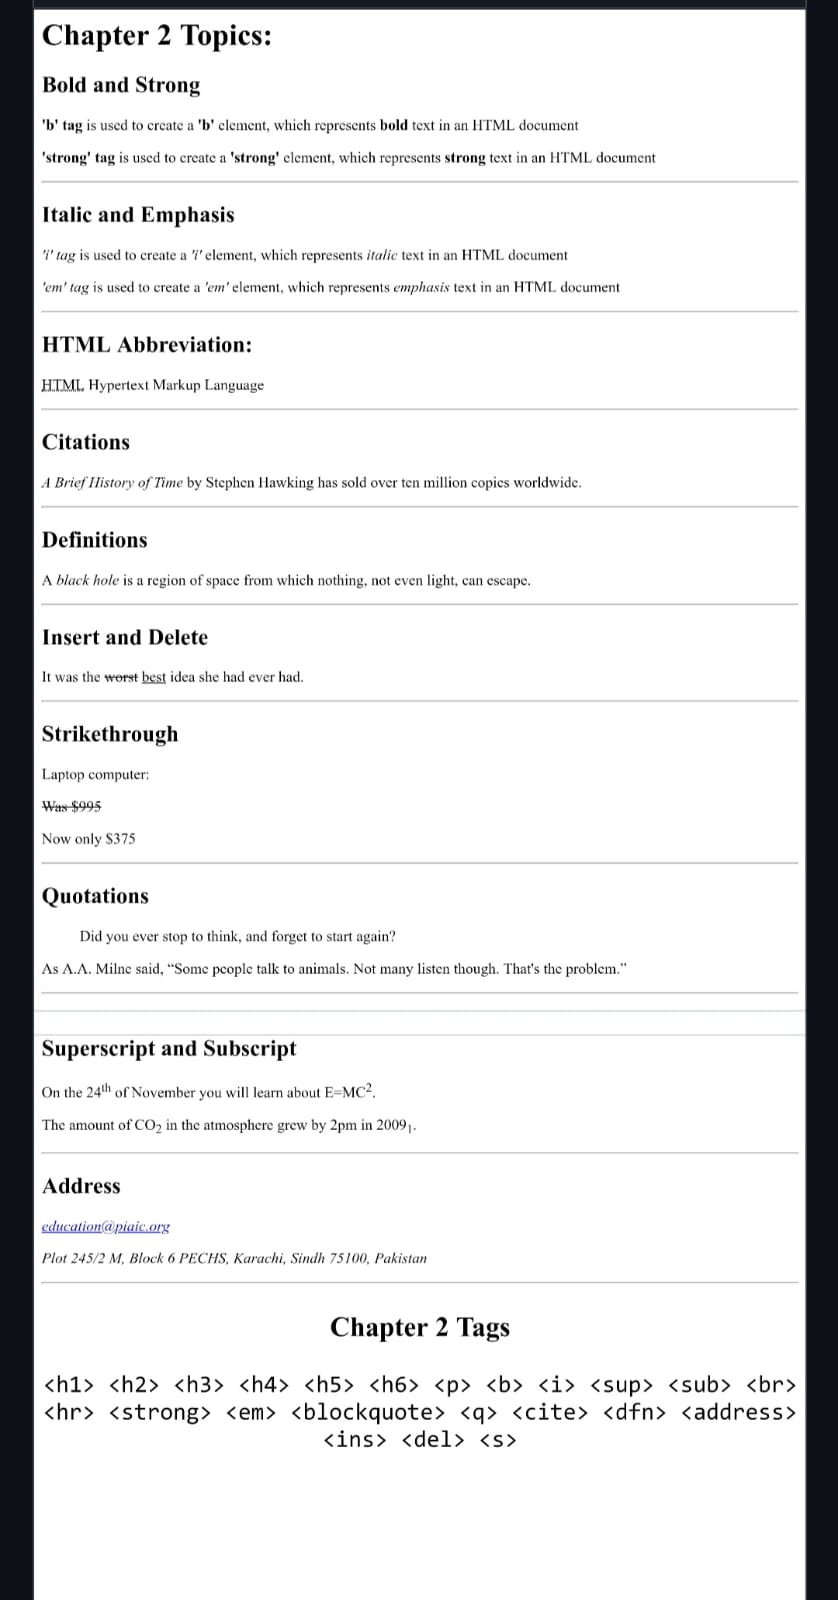 Chapter 2 Topics:
Bold and Strong
'b' tag is used to create a 'b' element, which represents bold text in an HTML document
'strong' tag is used to create a 'strong' element, which represents strong text in an HTML document
Italic and Emphasis
'i' tag is used to create a 'i' element, which represents italic text in an HTML document
'em' tag is used to create a 'em' element, which represents emphasis text in an HTML document
HTML Abbreviation:
HTML Hypertext Markup Language
Citations
A Brief History of Time by Stephen Hawking has sold over ten million copies worldwide.
Definitions
A black hole is a region of space from which nothing, not even light, can escape.
Insert and Delete
It was the worst best idea she had ever had.
Strikethrough
Laptop computer:
Was $995
Now only $375
Quotations
Did you ever stop to think, and forget to start again?
As A.A. Milne said, “Some people talk to animals. Not many listen though. That's the problem.”
Superscript and Subscript
On the 24th of November you will learn about E=MC2.
The amount of CO2 in the atmosphere grew by 2pm in 20091.
Address
education@piaic.org
Plot 245/2 M, Block 6 PECHS, Karachi, Sindh 75100, Pakistan
Chapter 2 Tags
<h1> <h2> <h3> <h4> <h5> <h6> <p> <b> <i> <sup> <sub> <br>
<hr> <strong> <em> <blockquote> <q> <cite> <dfn> <address>
<ins> <del> <s>